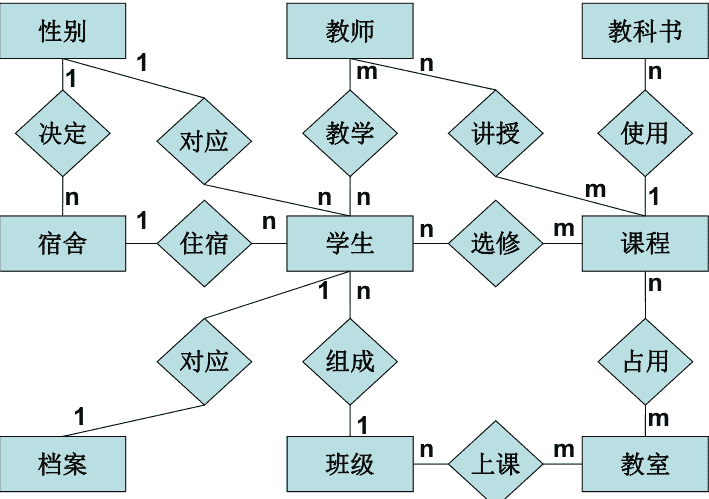 性别
教师
教科书
1
1
m
n
n
决定
对应
教学
讲授
使用
n
n
n
m
1
宿舍
1
住宿
n
学生
n
选修
m
课程
1
n
n
对应
组成
占用
1
1
m
档案
班级
n
上课
m
教室